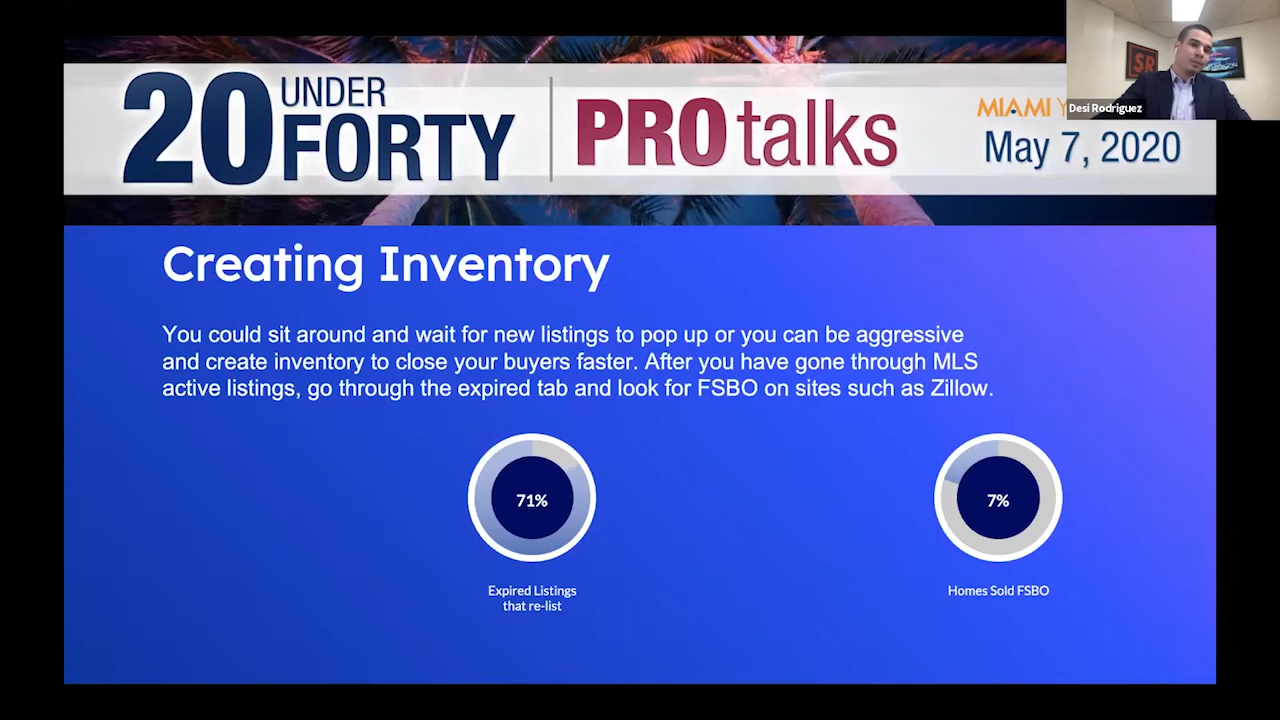 20 UNDER FORTY
PRO talks
MIAMI
May 7, 2020
SR
Desi Rodriguez
Creating Inventory
You could sit around and wait for new listings to pop up or you can be aggressive
and create inventory to close your buyers faster. After you have gone through MLS
active listings, go through the expired tab and look for FSBO on sites such as Zillow.
71%
7%
Expired Listings
that re-list
Homes Sold FSBO